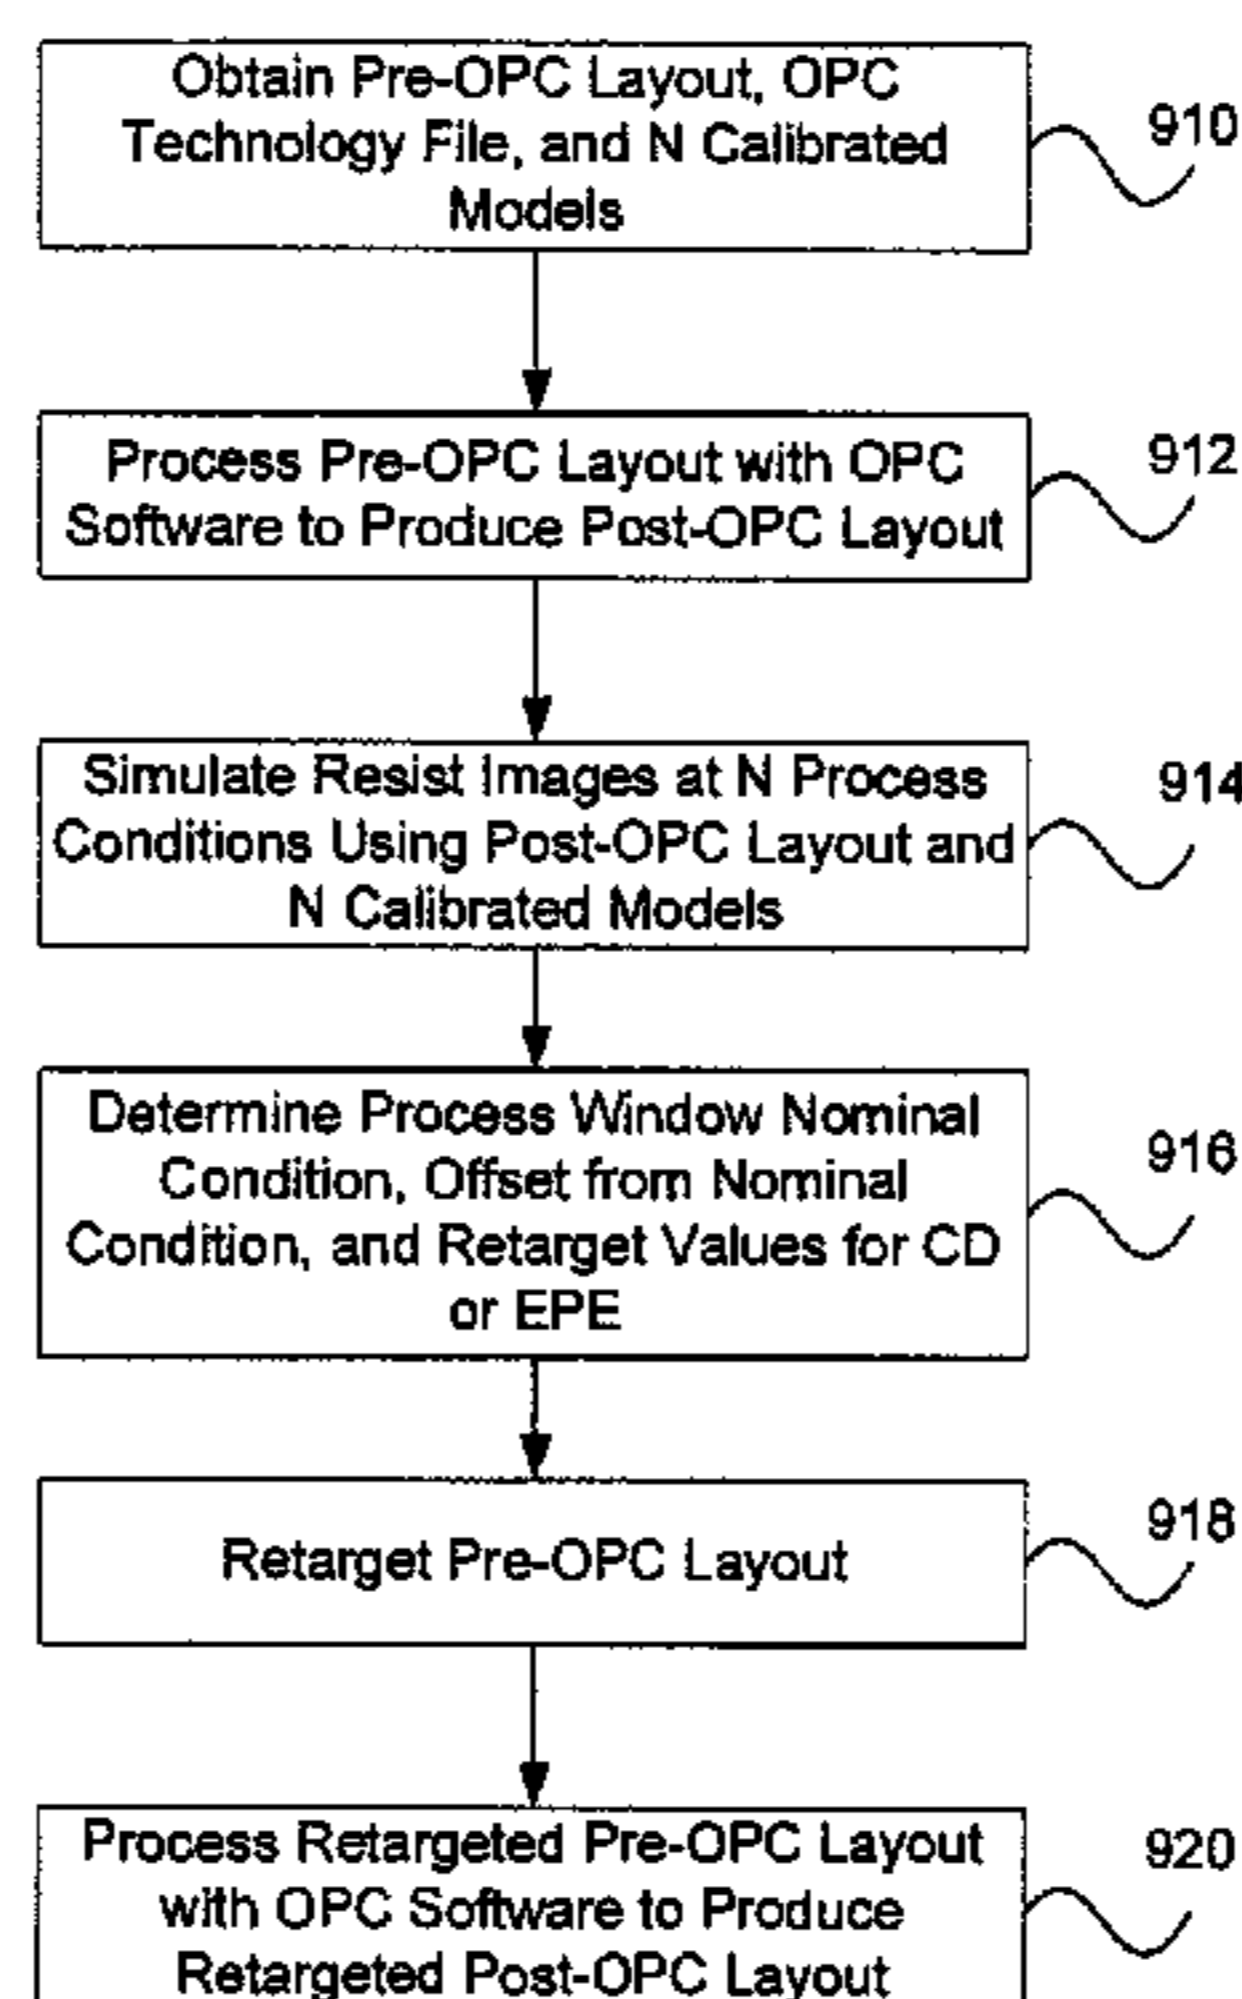 Obtain Pre-OPC Layout, OPC
Technology File, and N Calibrated
Models
910
Process Pre-OPC Layout with OPC
Software to Produce Post-OPC Layout
912
Simulate Resist Images at N Process
Conditions Using Post-OPC Layout and
N Calibrated Models
914
Determine Process Window Nominal
Condition, Offset from Nominal
Condition, and Retarget Values for CD
or EPE
916
Retarget Pre-OPC Layout
918
Process Retargeted Pre-OPC Layout
with OPC Software to Produce
Retargeted Post-OPC Layout
920